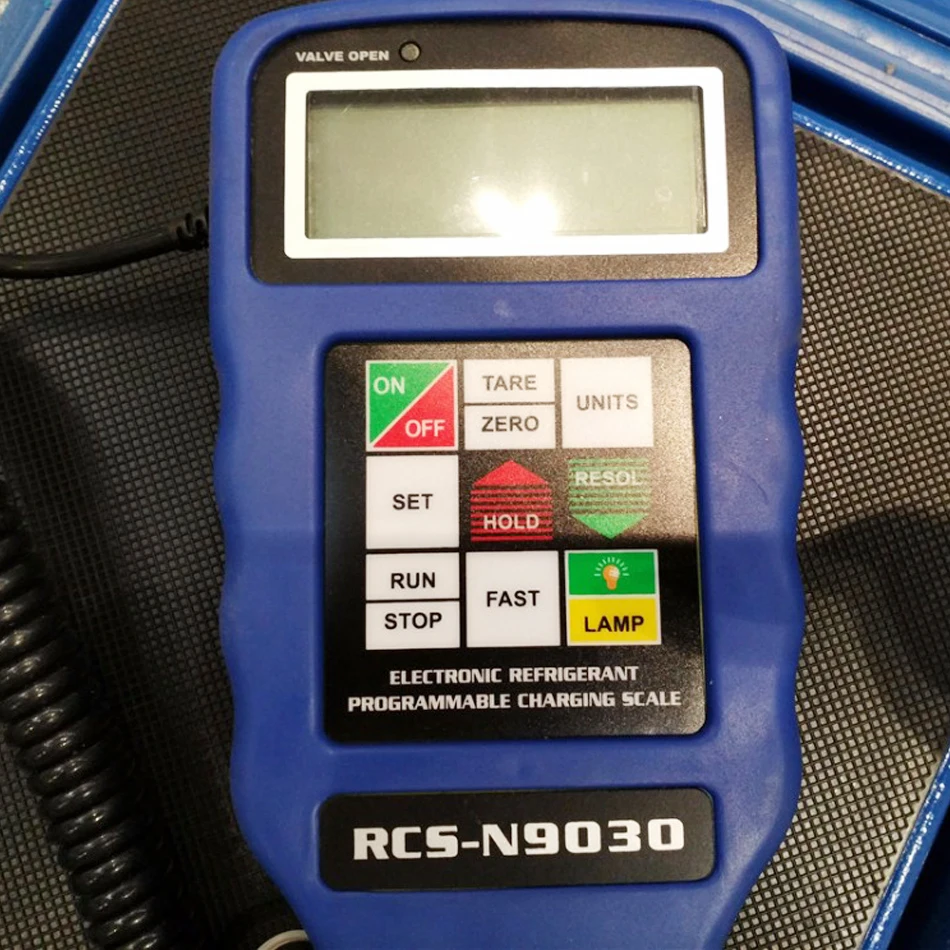 VALVE OPEN
ON
OFF
TARE
ZERO
UNITS
SET
HOLD
RESOL
RUN
STOP
FAST
LAMP
ELECTRONIC REFRIGERANT
PROGRAMMABLE CHARGING SCALE
RCS-N9030